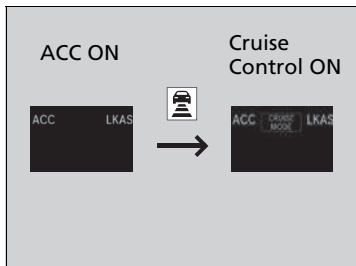 ACC ON
Cruise
Control ON
ACC LKAS
ACC CRUISE MODE LKAS